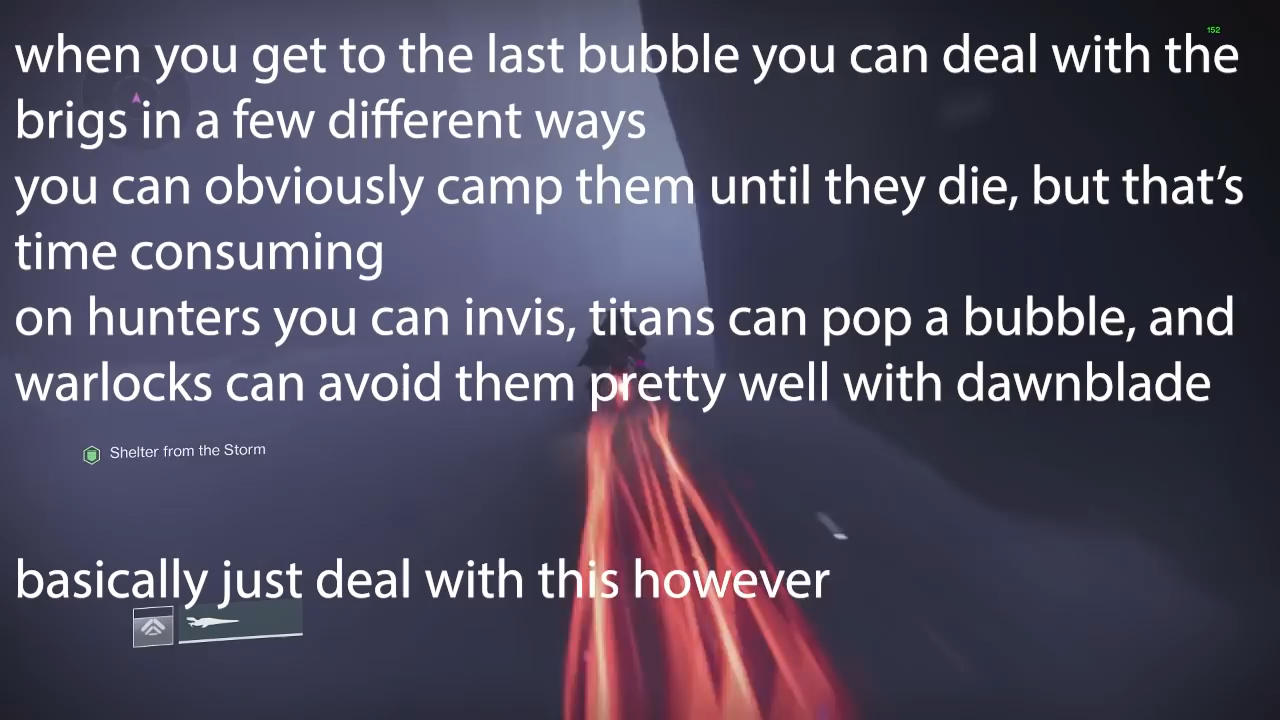 152
when you get to the last bubble you can deal with the
brigs in a few different ways
you can obviously camp them until they die, but that’s
time consuming
on hunters you can invis, titans can pop a bubble, and
warlocks can avoid them pretty well with dawnblade
Shelter from the Storm
basically just deal with this however